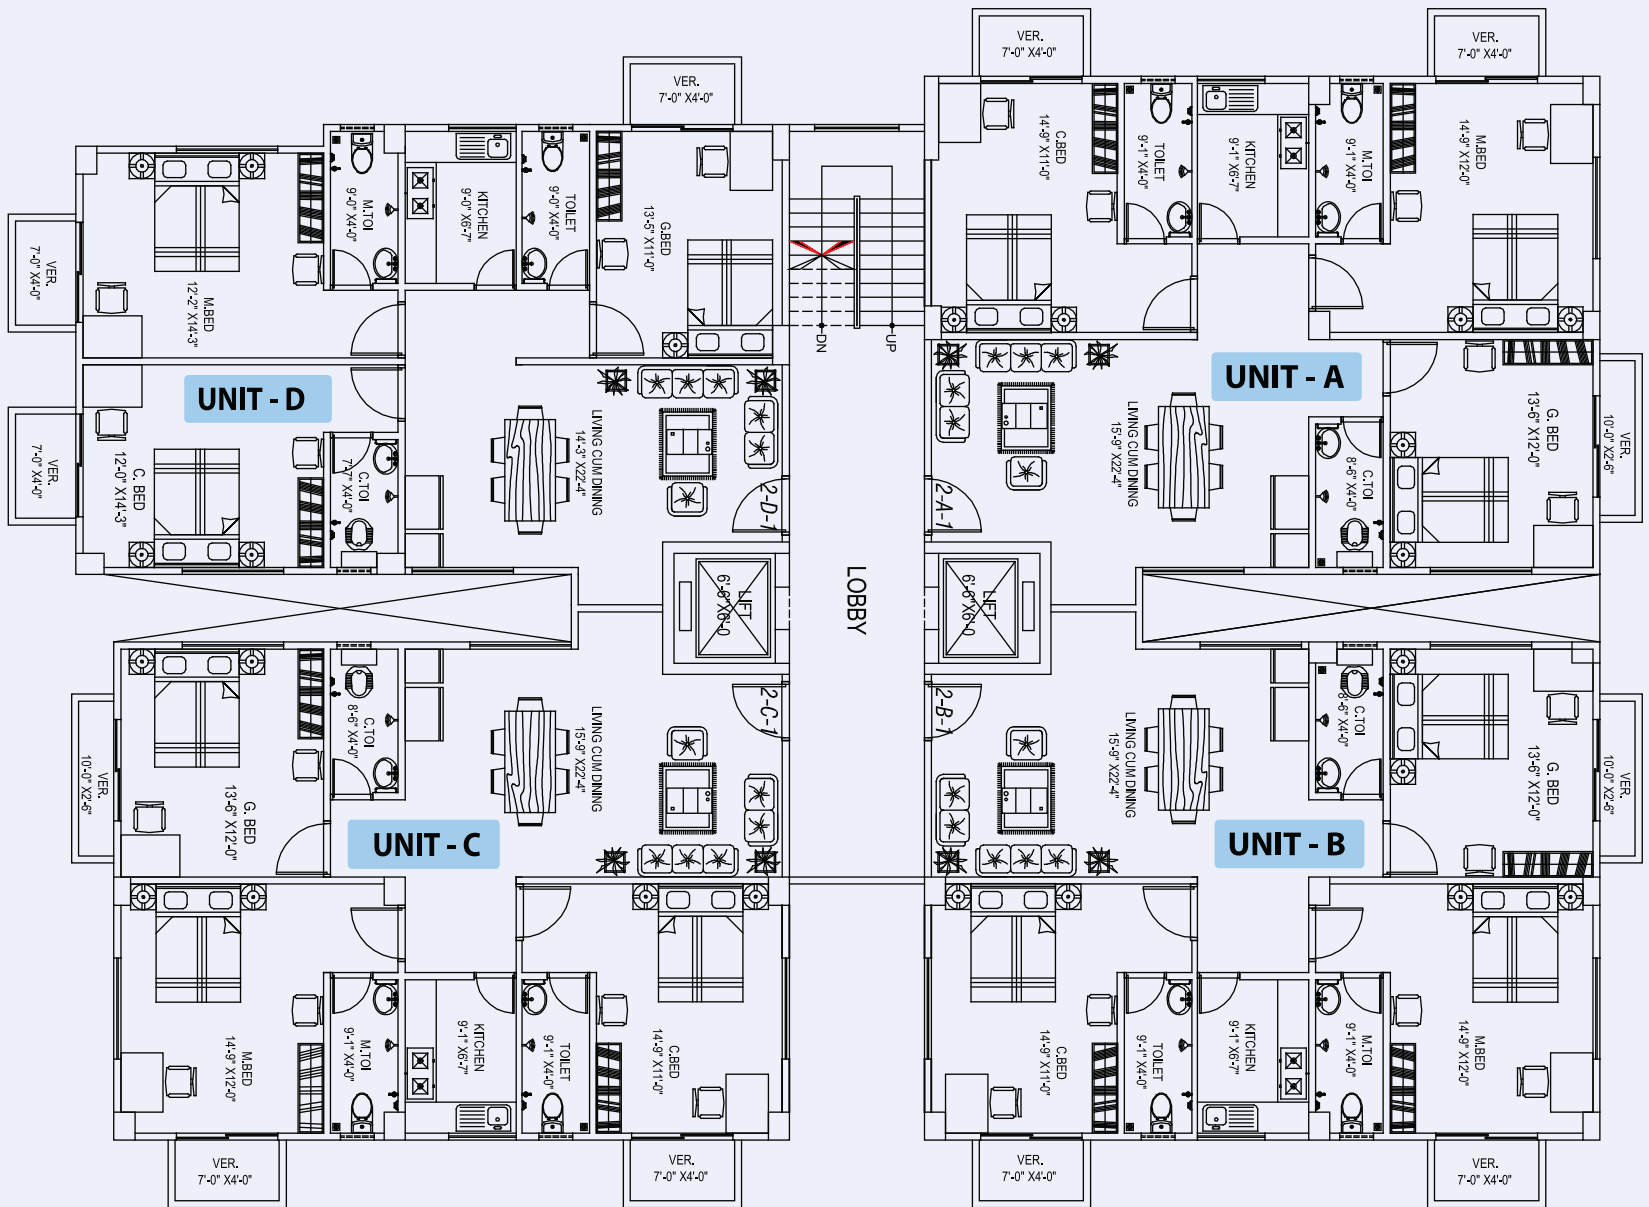 VER.
7'-0" X4'-0"
VER.
7'-0" X4'-0"
VER.
7'-0" X4'-0"
C.BED
14'-9" X11'-0"
TOILET
9'-1" X4'-0"
KITCHEN
9'-1" X6'-7"
M.TOI
9'-1" X4'-0"
M.BED
14'-9" X12'-0"
M.TOI
9'-0" X4'-0"
KITCHEN
9'-0" X6'-7"
TOILET
9'-0" X4'-0"
G.BED
13'-5" X11'-0"
VER.
7'-0" X4'-0"
M.BED
12'-2" X14'-3"
DN
UP
UNIT - D
UNIT - A
VER.
7'-0" X4'-0"
C. BED
12'-0" X14'-3"
C.TOI
7'-7" X4'-0"
LIVING CUM DINING
14'-3" X22'-4"
2-D-1
2-A-1
LIVING CUM DINING
15'-9" X22'-4"
C.TOI
8'-6" X4'-0"
G. BED
13'-6" X12'-0"
VER.
10'-0" X2'-6"
LIFT
6'-6"X6'-0
LOBBY
LIFT
6'-6"X6'-0
VER.
10'-0" X2'-6"
G. BED
13'-6" X12'-0"
C.TOI
8'-6" X4'-0"
LIVING CUM DINING
15'-9" X22'-4"
2-C-1
2-B-1
LIVING CUM DINING
15'-9" X22'-4"
C.TOI
8'-6" X4'-0"
G. BED
13'-6" X12'-0"
VER.
10'-0" X2'-6"
UNIT - C
UNIT - B
M.BED
14'-9" X12'-0"
M.TOI
9'-1" X4'-0"
KITCHEN
9'-1" X6'-7"
TOILET
9'-1" X4'-0"
C.BED
14'-9" X11'-0"
C.BED
14'-9" X11'-0"
TOILET
9'-1" X4'-0"
KITCHEN
9'-1" X6'-7"
M.TOI
9'-1" X4'-0"
M.BED
14'-9" X12'-0"
VER.
7'-0" X4'-0"
VER.
7'-0" X4'-0"
VER.
7'-0" X4'-0"
VER.
7'-0" X4'-0"